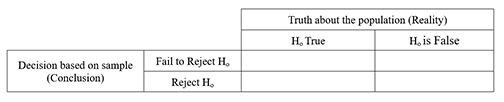 Truth about the population (Reality)
Hₒ True
Hₒ is False
Decision based on sample
(Conclusion)
Fail to Reject Hₒ
Reject Hₒ